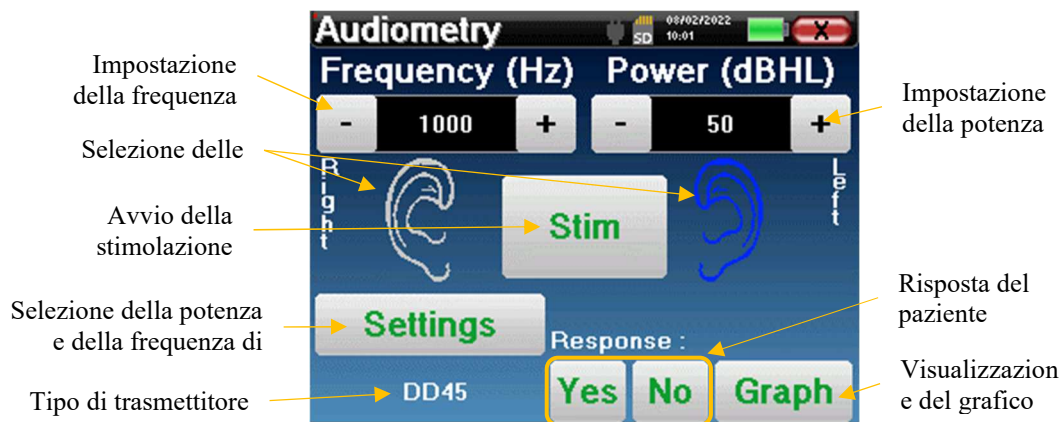 Audiometry
SD
08/02/2022
10:01
X
Frequency (Hz)
Power (dBHL)
- 1000 +
- 50 +
Right
Left
Stim
Settings
Response :
DD45
Yes
No
Graph
Impostazione
della frequenza
Selezione delle
Avvio della
stimolazione
Selezione della potenza
e della frequenza di
Tipo di trasmettitore
Impostazione
della potenza
Risposta del
paziente
Visualizzazion
e del grafico